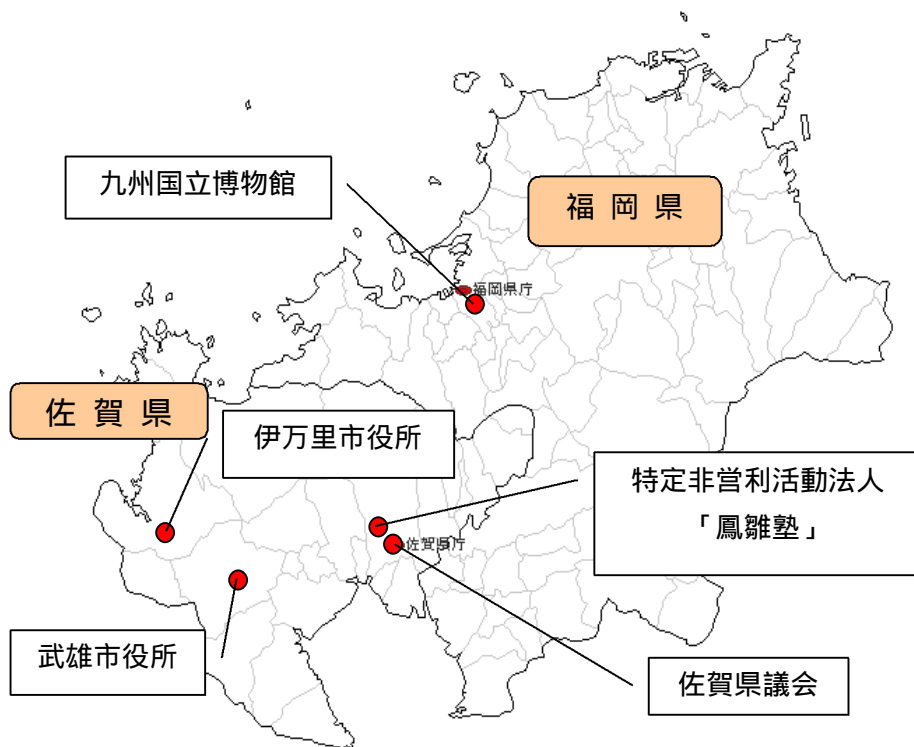 九州国立博物館
福岡県
福岡県庁
佐賀県
伊万里市役所
特定非営利活動法人
「鳳雛塾」
佐賀県庁
武雄市役所
佐賀県議会